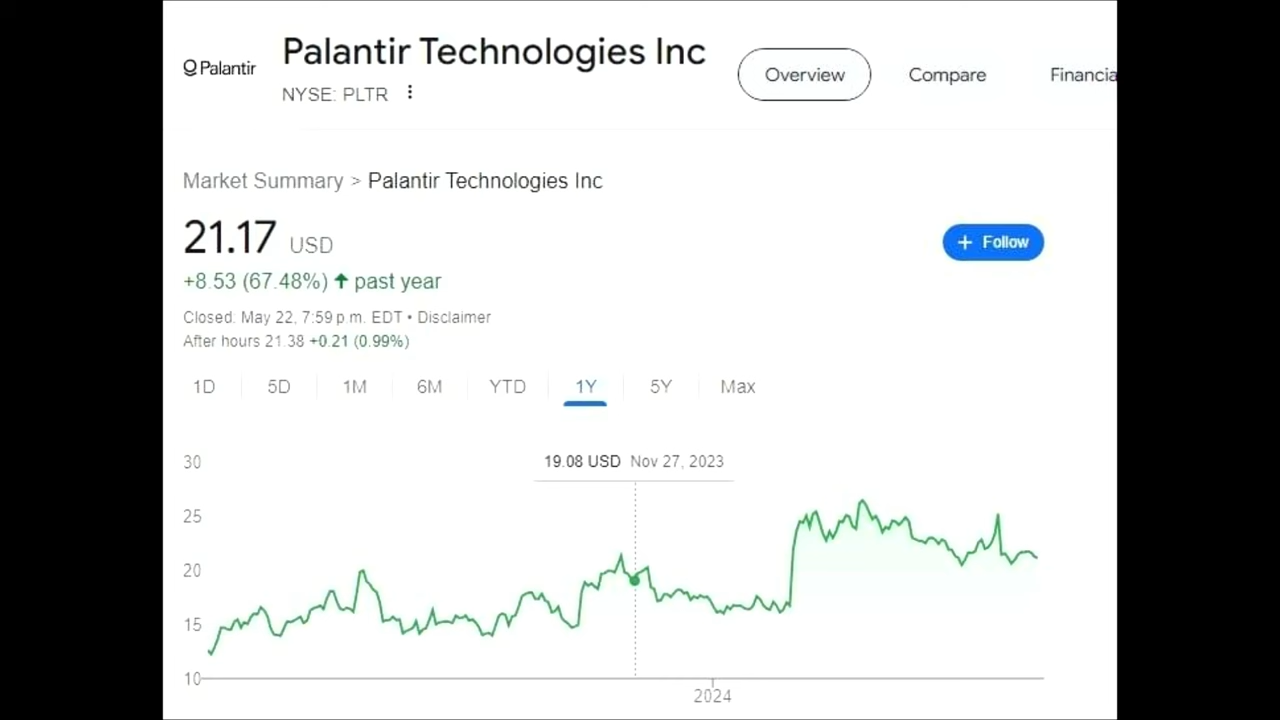 Palantir
Palantir Technologies Inc
NYSE: PLTR
Overview
Compare
Financia
Market Summary > Palantir Technologies Inc
21.17 USD
+ Follow
+8.53 (67.48%) ↑ past year
Closed: May 22, 7:59 p.m. EDT • Disclaimer
After hours 21.38 +0.21 (0.99%)
1D 5D 1M 6M YTD 1Y 5Y Max
19.08 USD Nov 27, 2023
30
25
20
15
10
2024